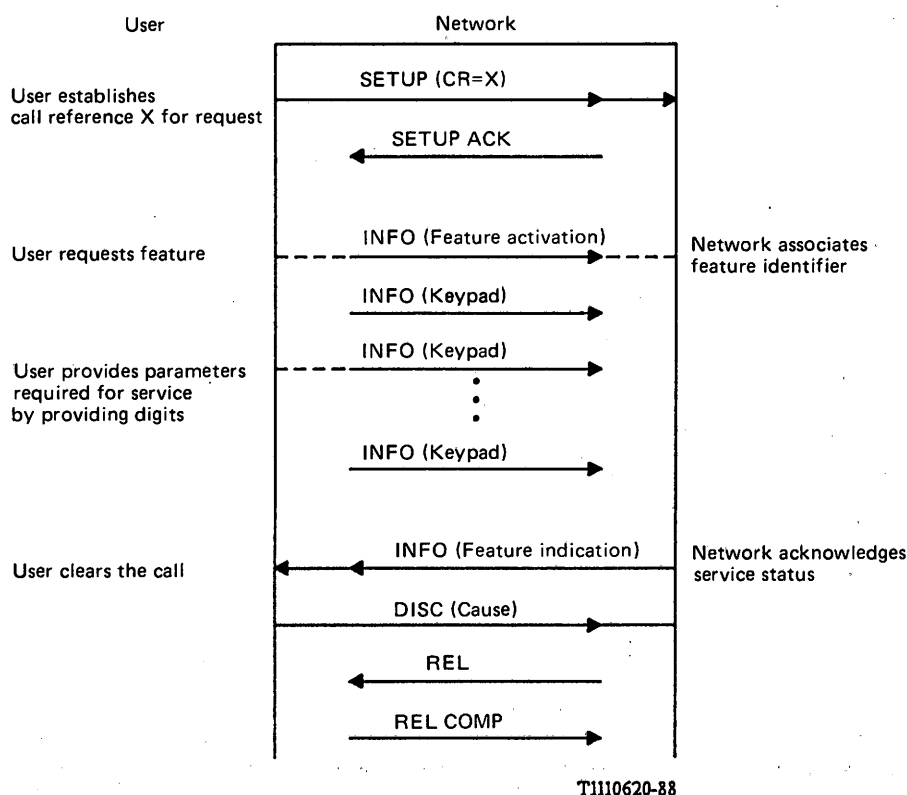 User
Network
SETUP (CR=X)
User establishes
call reference X for request
SETUP ACK
INFO (Feature activation)
User requests feature
Network associates
feature identifier
INFO (Keypad)
INFO (Keypad)
User provides parameters
required for service
by providing digits
INFO (Keypad)
INFO (Feature indication)
User clears the call
Network acknowledges
service status
DISC (Cause)
REL
REL COMP
T1110620-88